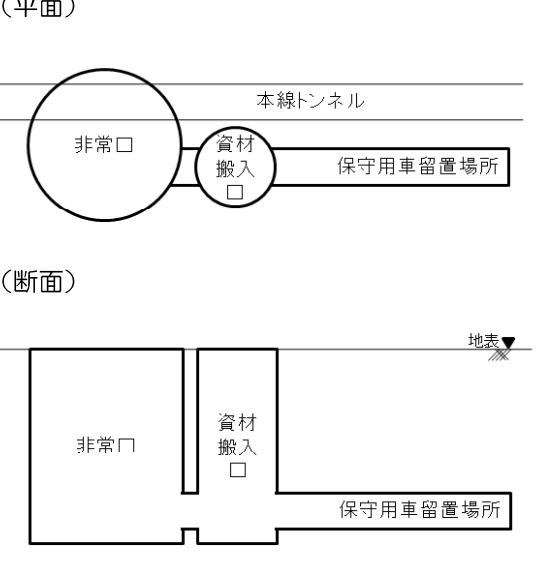 （平面）
本線トンネル
非常口
資材
搬入
口
保守用車留置場所
（断面）
地表
非常口
資材
搬入
口
保守用車留置場所